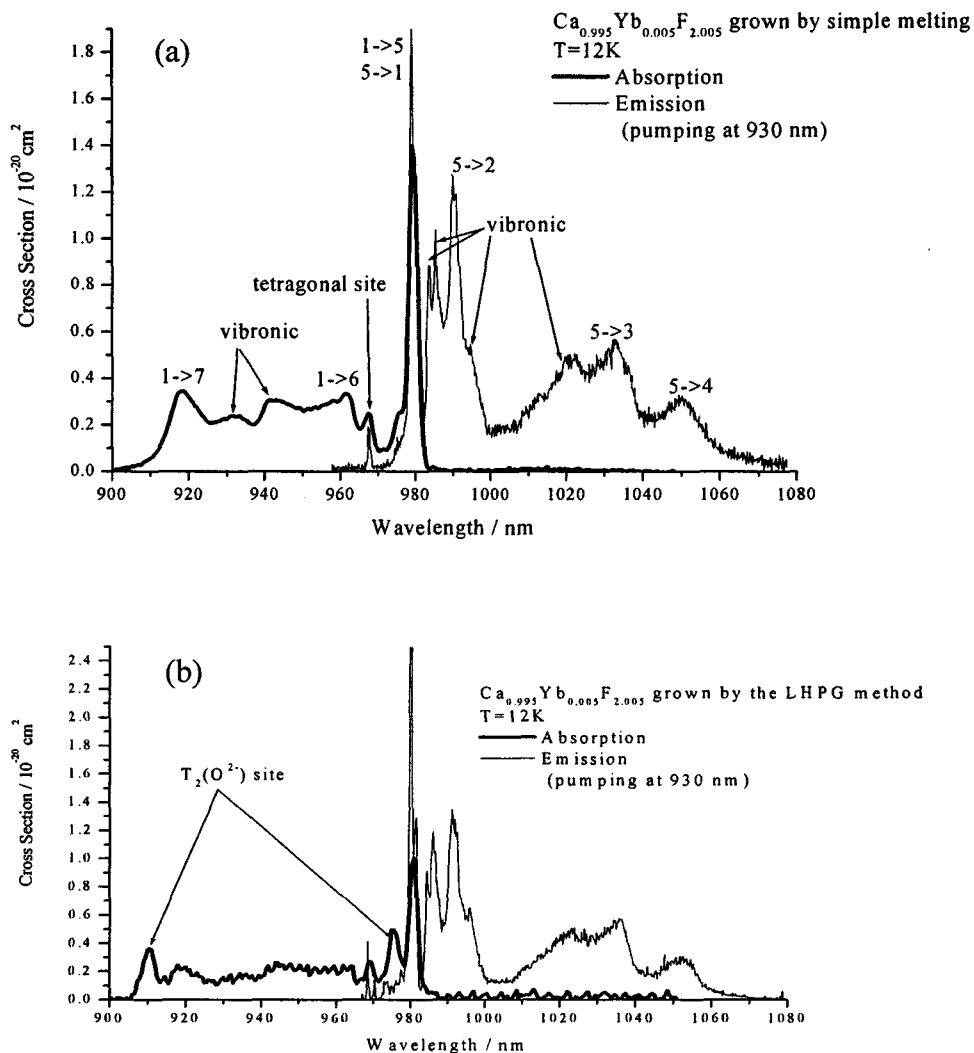 Ca0.995Yb0.005F2.005 grown by simple melting
T=12K
Absorption
Emission
(pumping at 930 nm)
(a)
1->5
5->1
5->2
vibronic
tetragonal site
vibronic
1->7
1->6
5->3
5->4
1.8
1.6
1.4
1.2
1.0
0.8
0.6
0.4
0.2
0.0
Cross Section / 10-20 cm2
900 920 940 960 980 1000 1020 1040 1060 1080
Wavelength / nm
(b)
Ca0.995Yb0.005F2.005 grown by the LHPG method
T=12K
Absorption
Emission
(pumping at 930 nm)
T2(O2-) site
2.4
2.2
2.0
1.8
1.6
1.4
1.2
1.0
0.8
0.6
0.4
0.2
0.0
Cross Section / 10-20 cm2
900 920 940 960 980 1000 1020 1040 1060 1080
Wavelength / nm